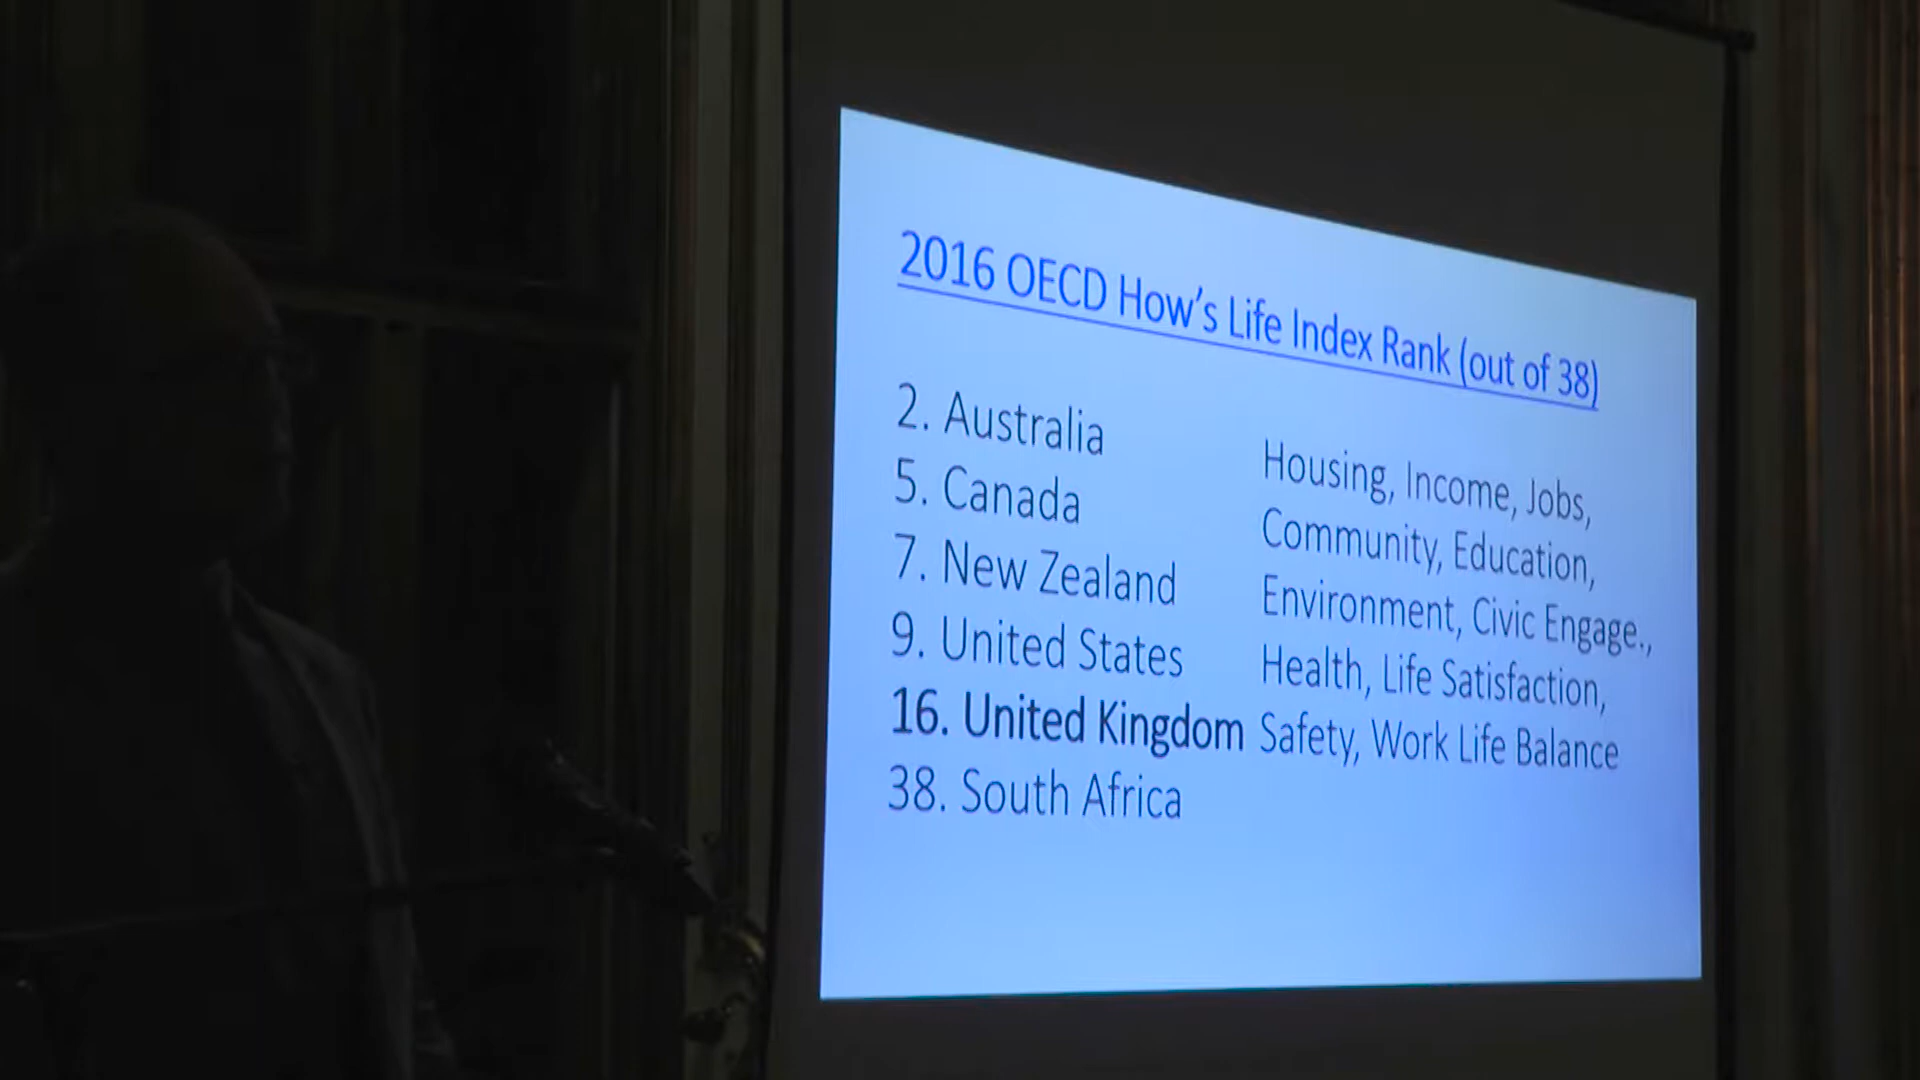 2016 OECD How's Life Index Rank (out of 38)
2. Australia
5. Canada
7. New Zealand
9. United States
16. United Kingdom
38. South Africa
Housing, Income, Jobs,
Community, Education,
Environment, Civic Engage.,
Health, Life Satisfaction,
Safety, Work Life Balance